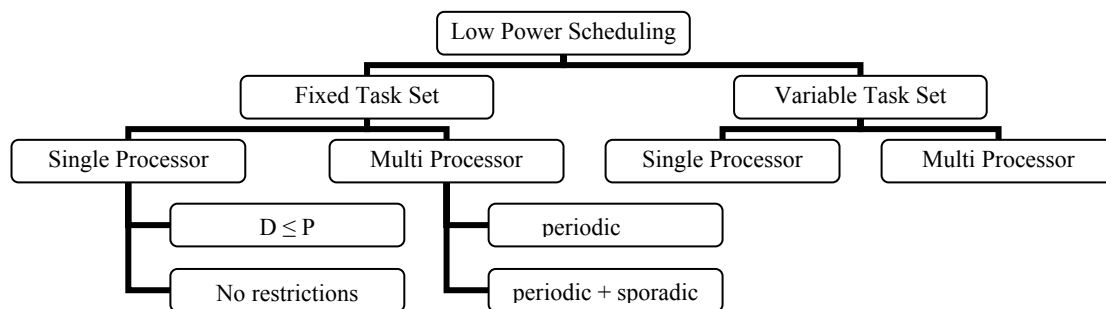 Low Power Scheduling
Fixed Task Set
Variable Task Set
Single Processor
Multi Processor
Single Processor
Multi Processor
D ≤ P
periodic
No restrictions
periodic + sporadic